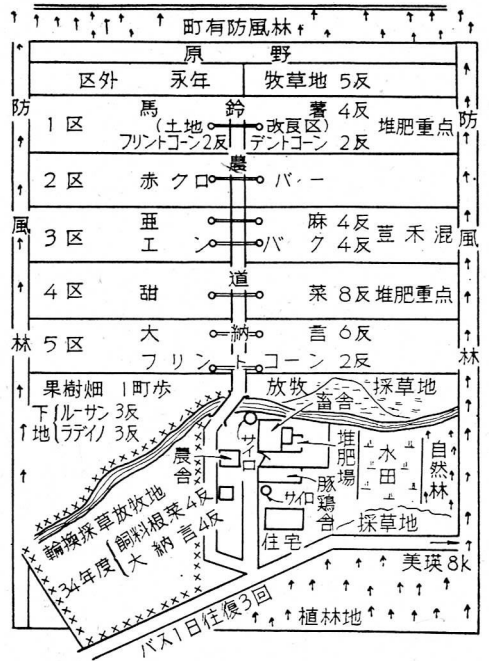 町有防風林
原野
区外 永年 牧草地 5反
1区 馬鈴薯 4反 堆肥重点
(土地改良区)
フリントコーン2反 デントコーン 2反
2区 赤クローバー
3区 亜麻 4反 荳禾混
エンバク 4反
4区 甜菜 8反 堆肥重点
5区 大納言 6反
フリントコーン 2反
農道
防風林
防風林
果樹畑 1町歩
下地{ルーサン 3反
ラデイノ 3反
放牧採草地
畜舎
サイロ
堆肥場
水田
自然林
農舎
豚鶏舎
サイロ
住宅
採草地
輪換採草放牧地
34年度{飼料根菜4反
大納言4反
美瑛8k
バス1日往復3回
植林地